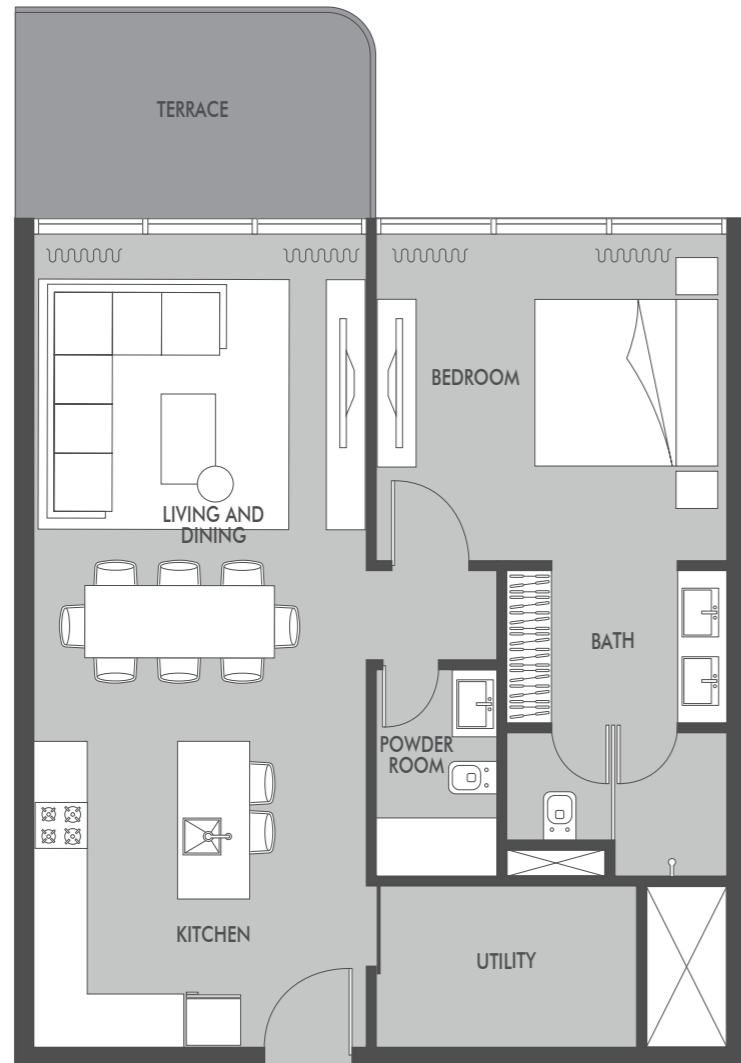 TERRACE
BEDROOM
LIVING AND
DINING
BATH
POWDER
ROOM
KITCHEN
UTILITY